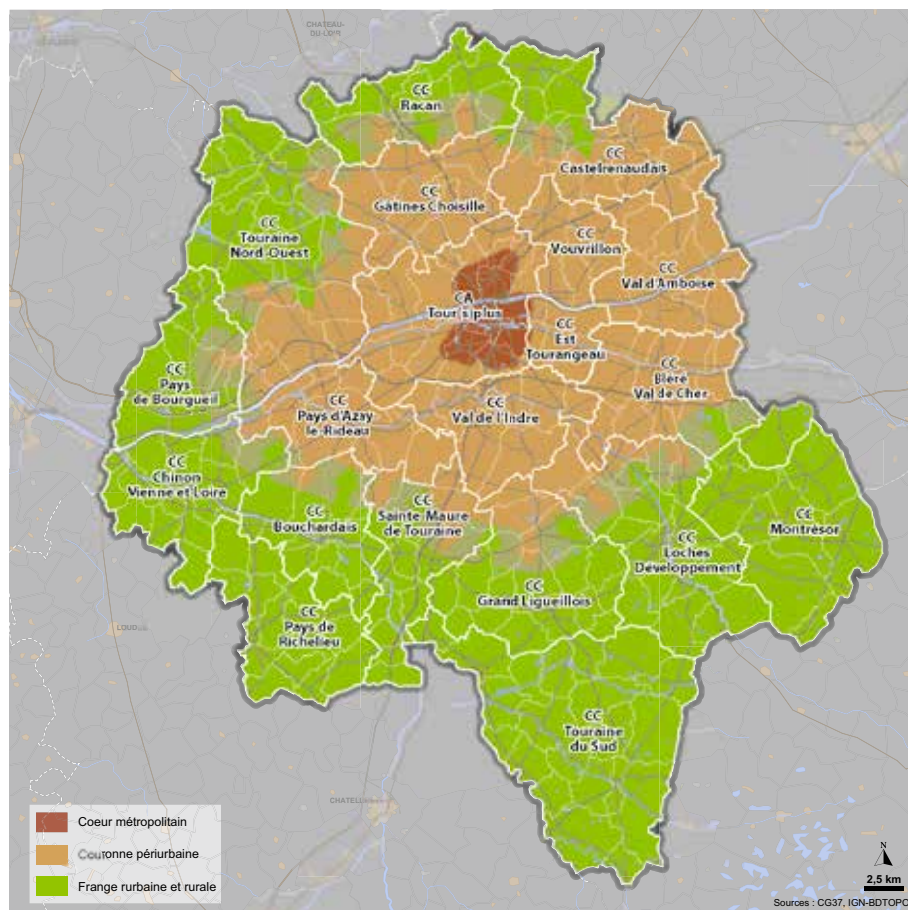 CHATEAU-
DU-LOIR
CC
Racan
CC
Castelrenaudais
CC
Gâtines Choisille
CC
Touraine
Nord-Ouest
CC
Vouvrillon
CC
Val d'Amboise
CA
Tour(s)plus
CC
Est
Tourangeau
CC
Bléré
Val de Cher
CC
Pays
de Bourgueil
CC
Pays d'Azay
le-Rideau
CC
Val de l'Indre
CC
Chinon
Vienne et Loire
CC
Bouchardais
CC
Sainte-Maure
de Touraine
CC
Montrésor
CC
Loches
Développement
CC
Grand Ligueillois
CC
Pays de
Richelieu
LOUDUN
CC
Touraine
du Sud
Coeur métropolitain
Couronne périurbaine
Frange rurbaine et rurale
N
2,5 km
Sources : CG37, IGN-BDTOPO